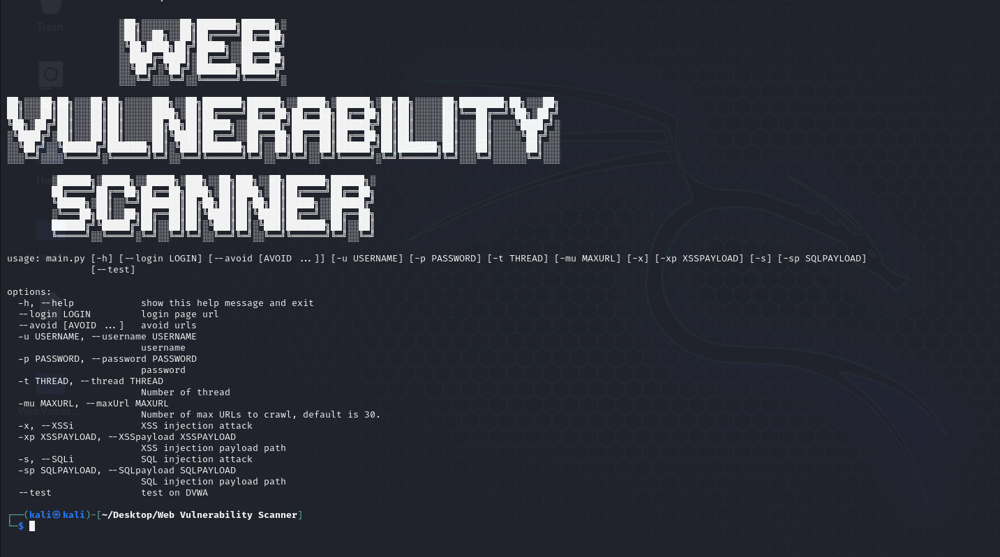 Trash
WEB
VULNERABILITY
SCANNER
usage: main.py [-h] [--login LOGIN] [--avoid [AVOID ...]] [-u USERNAME] [-p PASSWORD] [-t THREAD] [-mu MAXURL] [-x] [-xp XSSPAYLOAD] [-s] [-sp SQLPAYLOAD]
[--test]
options:
-h, --help show this help message and exit
--login LOGIN login page url
--avoid [AVOID ...] avoid urls
-u USERNAME, --username USERNAME
username
-p PASSWORD, --password PASSWORD
password
-t THREAD, --thread THREAD
Number of thread
-mu MAXURL, --maxUrl MAXURL
Web Vulner...
Number of max URLs to crawl, default is 30.
-x, --XSSi XSS injection attack
-xp XSSPAYLOAD, --XSSpayload XSSPAYLOAD
XSS injection payload path
-s, --SQLi SQL injection attack
-sp SQLPAYLOAD, --SQLpayload SQLPAYLOAD
SQL injection payload path
--test test on DVWA
┌──(kali㉿kali)-[~/Desktop/Web Vulnerability Scanner]
└─$